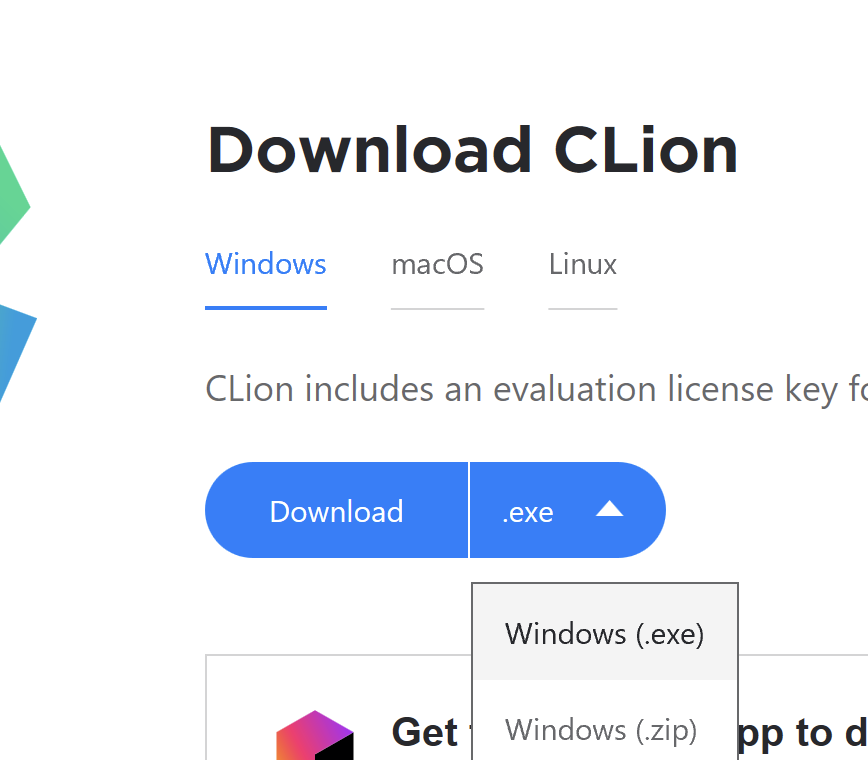 Download CLion
Windows macOS Linux
CLion includes an evaluation license key
Download .exe
Windows (.exe)
Windows (.zip)
Get pp to d